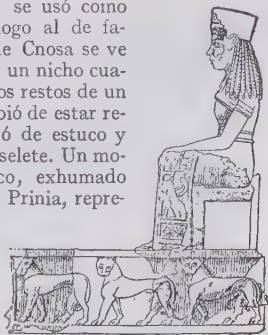 se usó como
logo al de fa-
e Cnosa se ve
un nicho cua-
os restos de un
bió de estar re-
ó de estuco y
selete. Un mo-
co, exhumado
Prinia, repre-